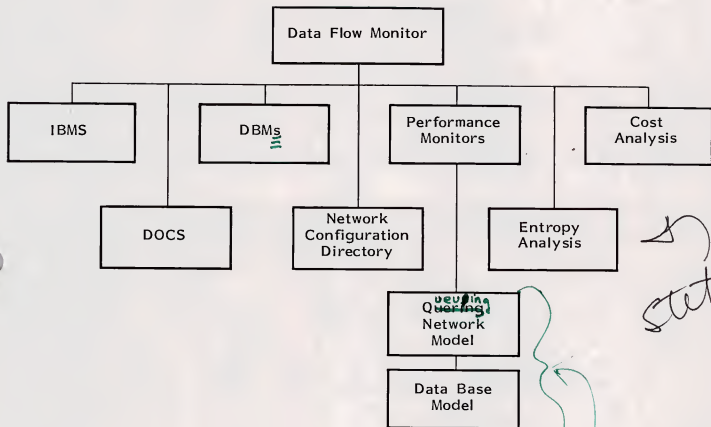 Data Flow Monitor
IBMS
DBMs
Performance
Monitors
Cost
Analysis
DOCS
Network
Configuration
Directory
Entropy
Analysis
ueueing
Quering
Network
Model
Data Base
Model